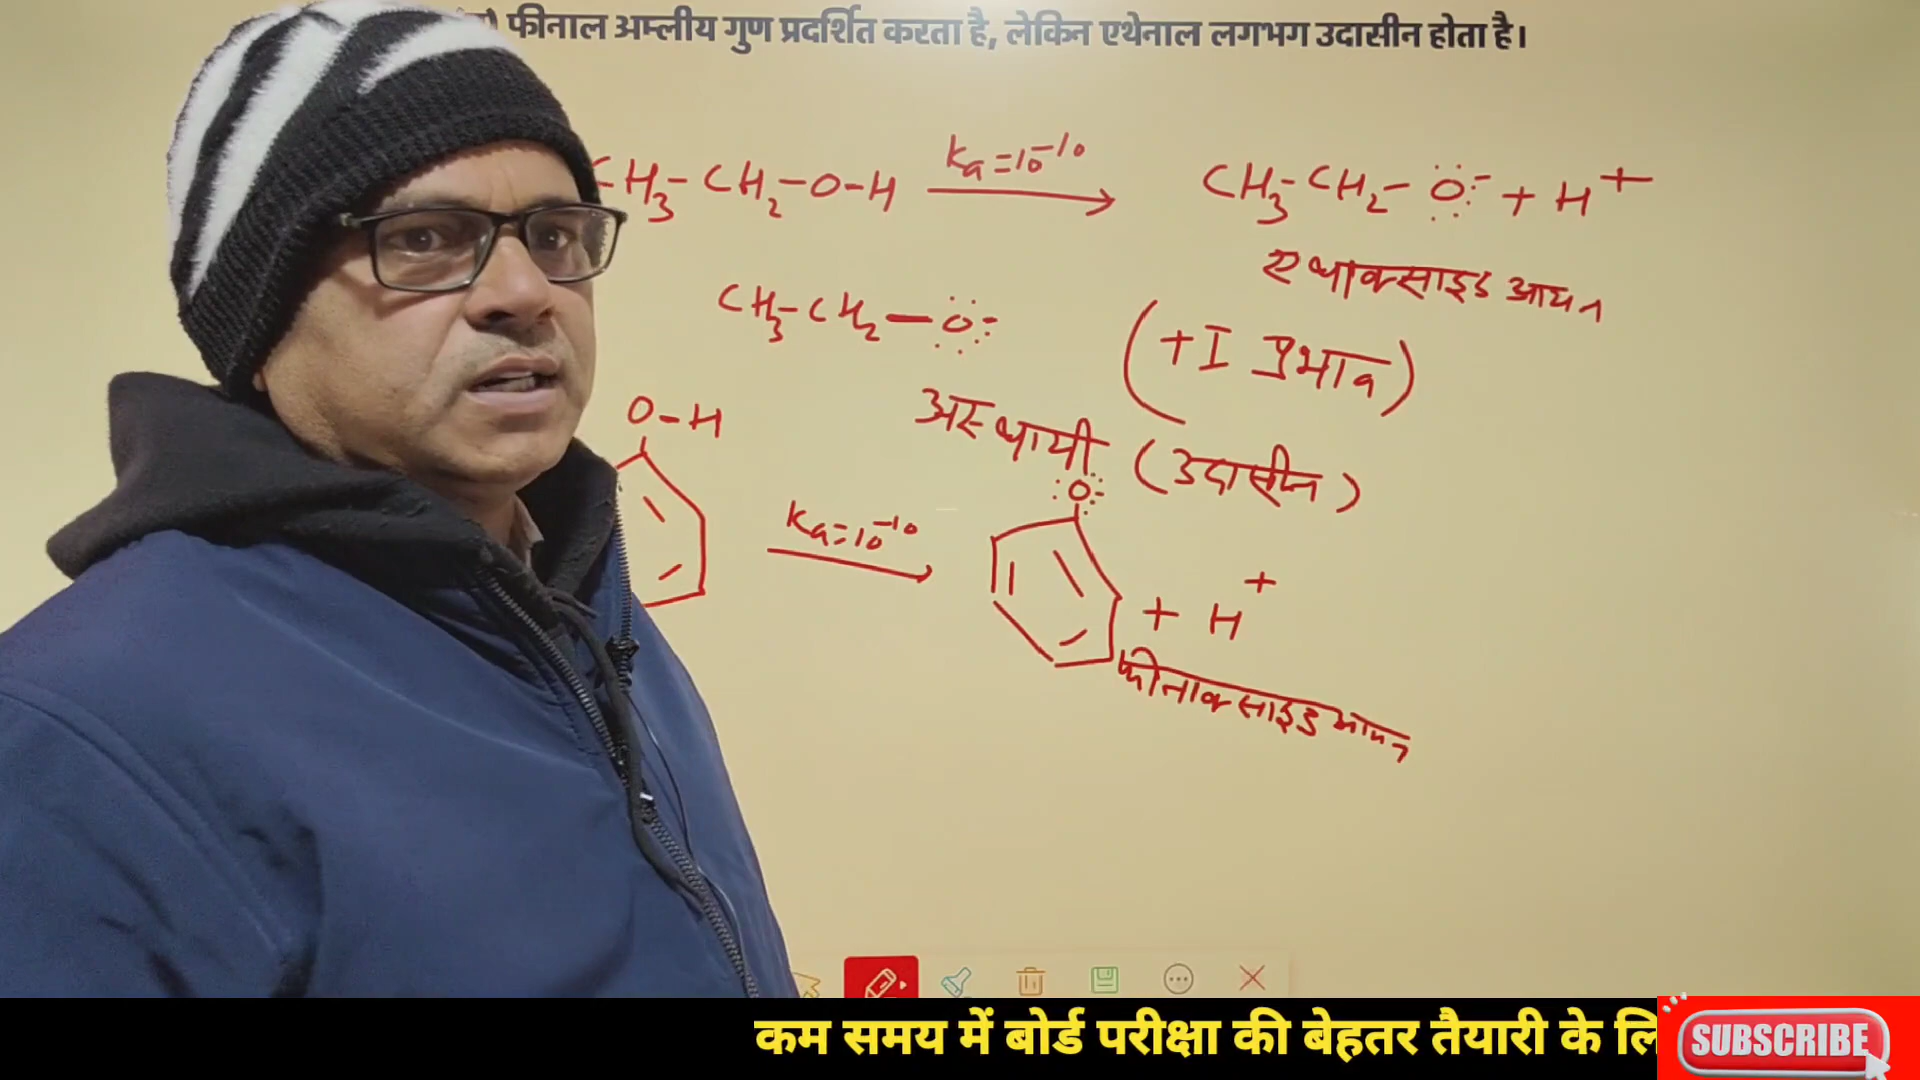 फीनाल अम्लीय गुण प्रदर्शित करता है, लेकिन एथेनाल लगभग उदासीन होता है।
CH₃-CH₂-O-H Ka=10⁻¹⁰ CH₃-CH₂-O⁻ + H⁺
एथाक्साइड आयन
CH₃-CH₂-O⁻
(+I प्रभाव)
अस्थायी (उदासीन)
O-H
Ka=10⁻¹⁰
O⁻
+ H⁺
फीनाक्साइड आयन
कम समय में बोर्ड परीक्षा की बेहतर तैयारी के लि
SUBSCRIBE